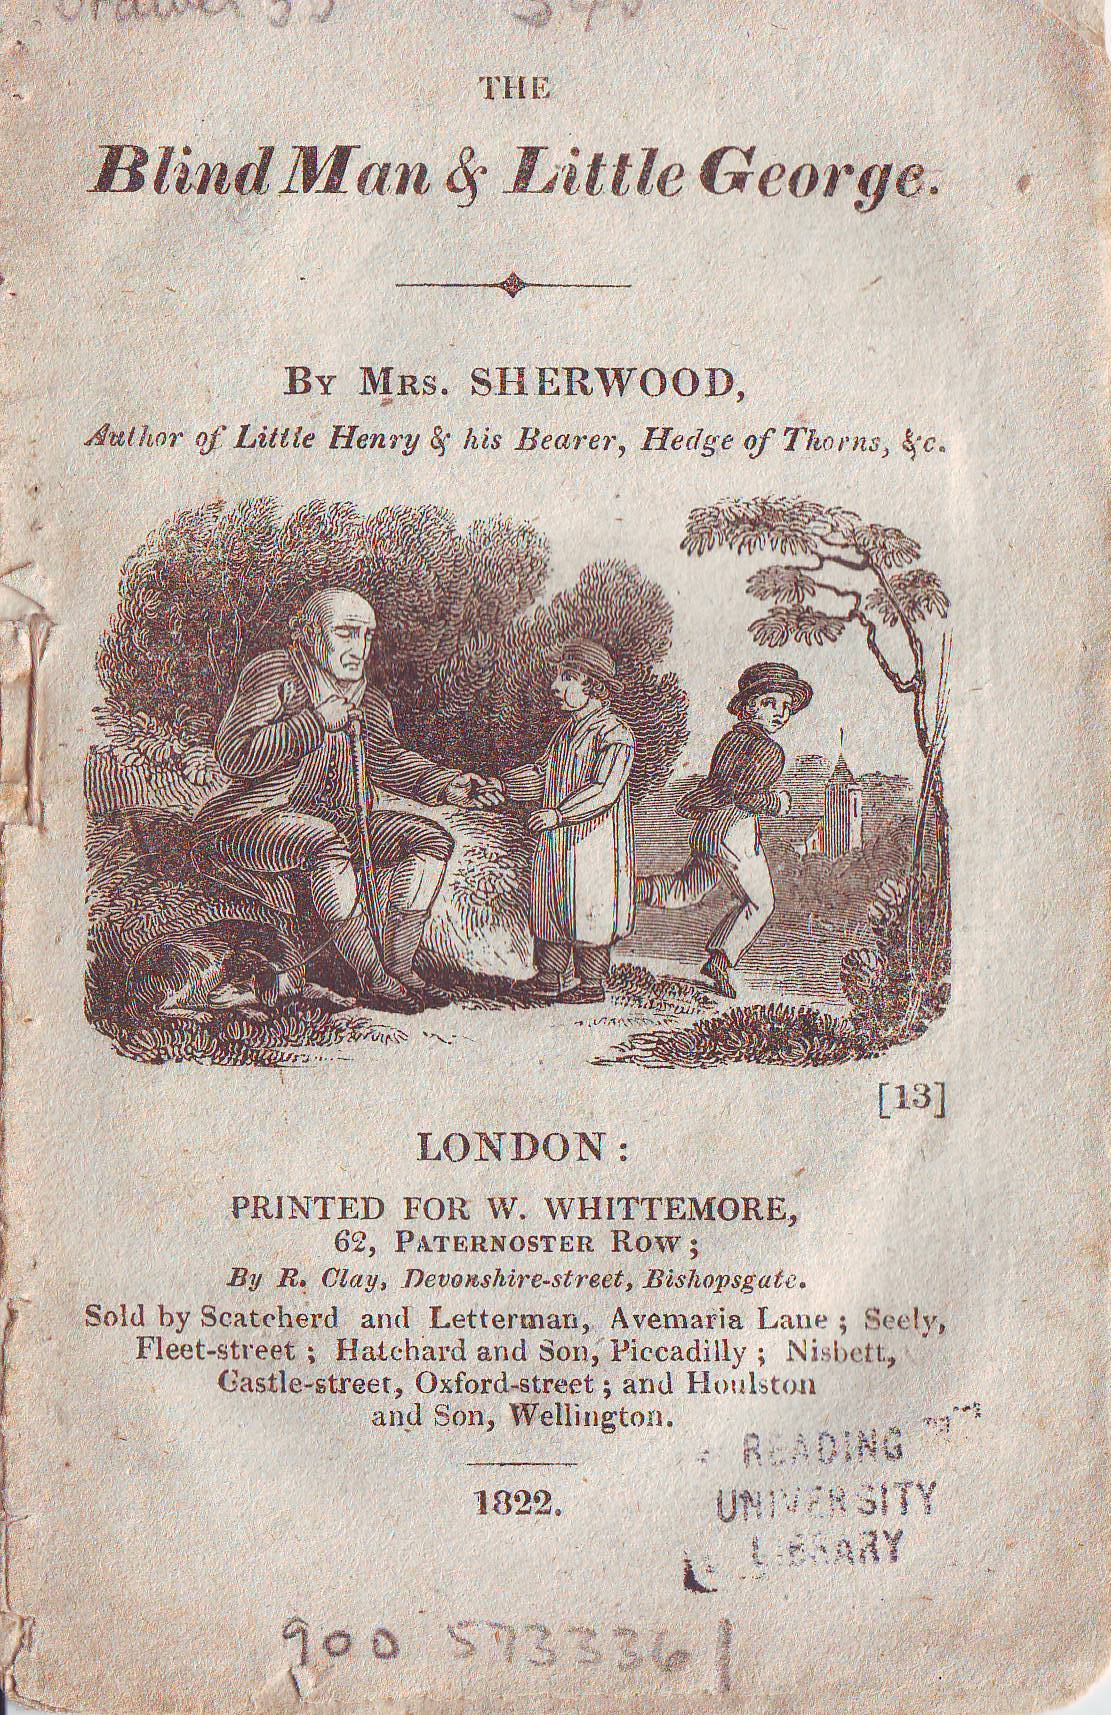 THE
Blind Man & Little George.
BY MRS. SHERWOOD,
Author of Little Henry & his Bearer, Hedge of Thorns, &c.
[13]
LONDON:
PRINTED FOR W. WHITTEMORE,
62, PATERNOSTER ROW;
By R. Clay, Devonshire-street, Bishopsgate.
Sold by Scatcherd and Letterman, Avemaria Lane; Seely,
Fleet-street; Hatchard and Son, Piccadilly; Nisbett,
Castle-street, Oxford-street; and Houlston
and Son, Wellington.
1822.
READING
UNIVERSITY
LIBRARY
900 5733361